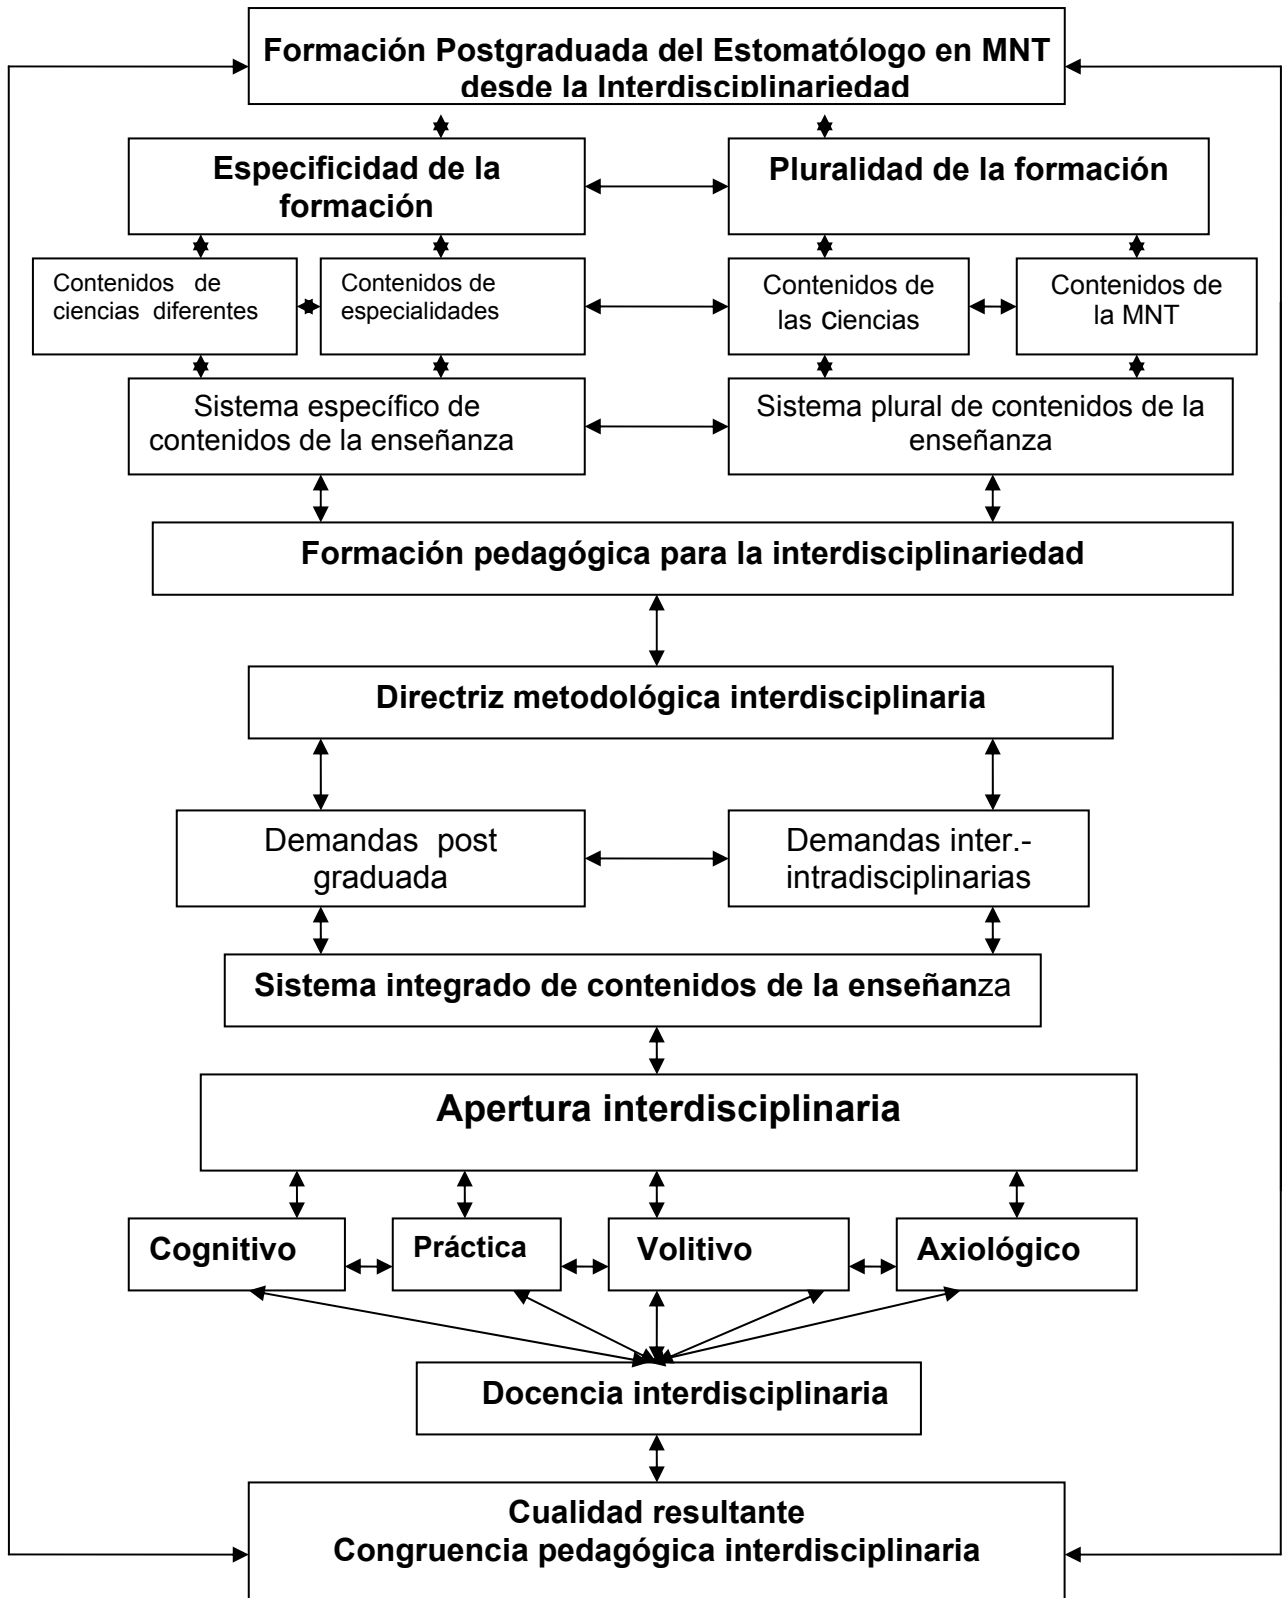 Formación Postgraduada del Estomatólogo en MNT
desde la Interdisciplinariedad
Especificidad de la
formación
Pluralidad de la formación
Contenidos de
ciencias diferentes
Contenidos de
especialidades
Contenidos de
las ciencias
Contenidos de
la MNT
Sistema específico de
contenidos de la enseñanza
Sistema plural de contenidos de la
enseñanza
Formación pedagógica para la interdisciplinariedad
Directriz metodológica interdisciplinaria
Demandas post
graduada
Demandas inter.-
intradisciplinarias
Sistema integrado de contenidos de la enseñanza
Apertura interdisciplinaria
Cognitivo
Práctica
Volitivo
Axiológico
Docencia interdisciplinaria
Cualidad resultante
Congruencia pedagógica interdisciplinaria